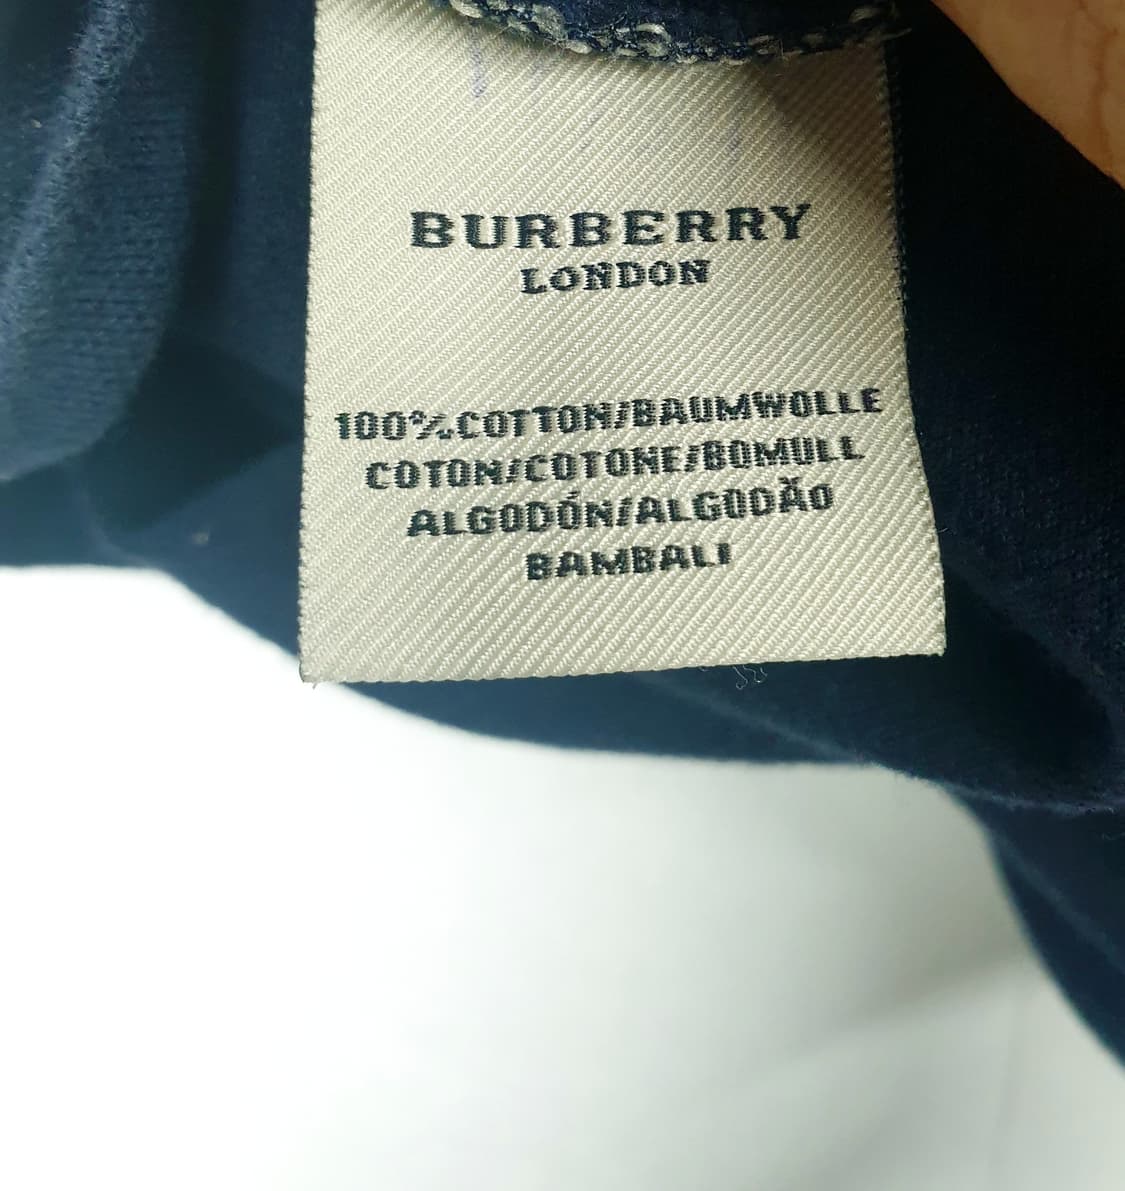 BURBERRY
LONDON
100%COTTON/BAUMWOLLE
COTON/COTONE/BOMULL
ALGODÓN/ALGODÃO
BAMBALI